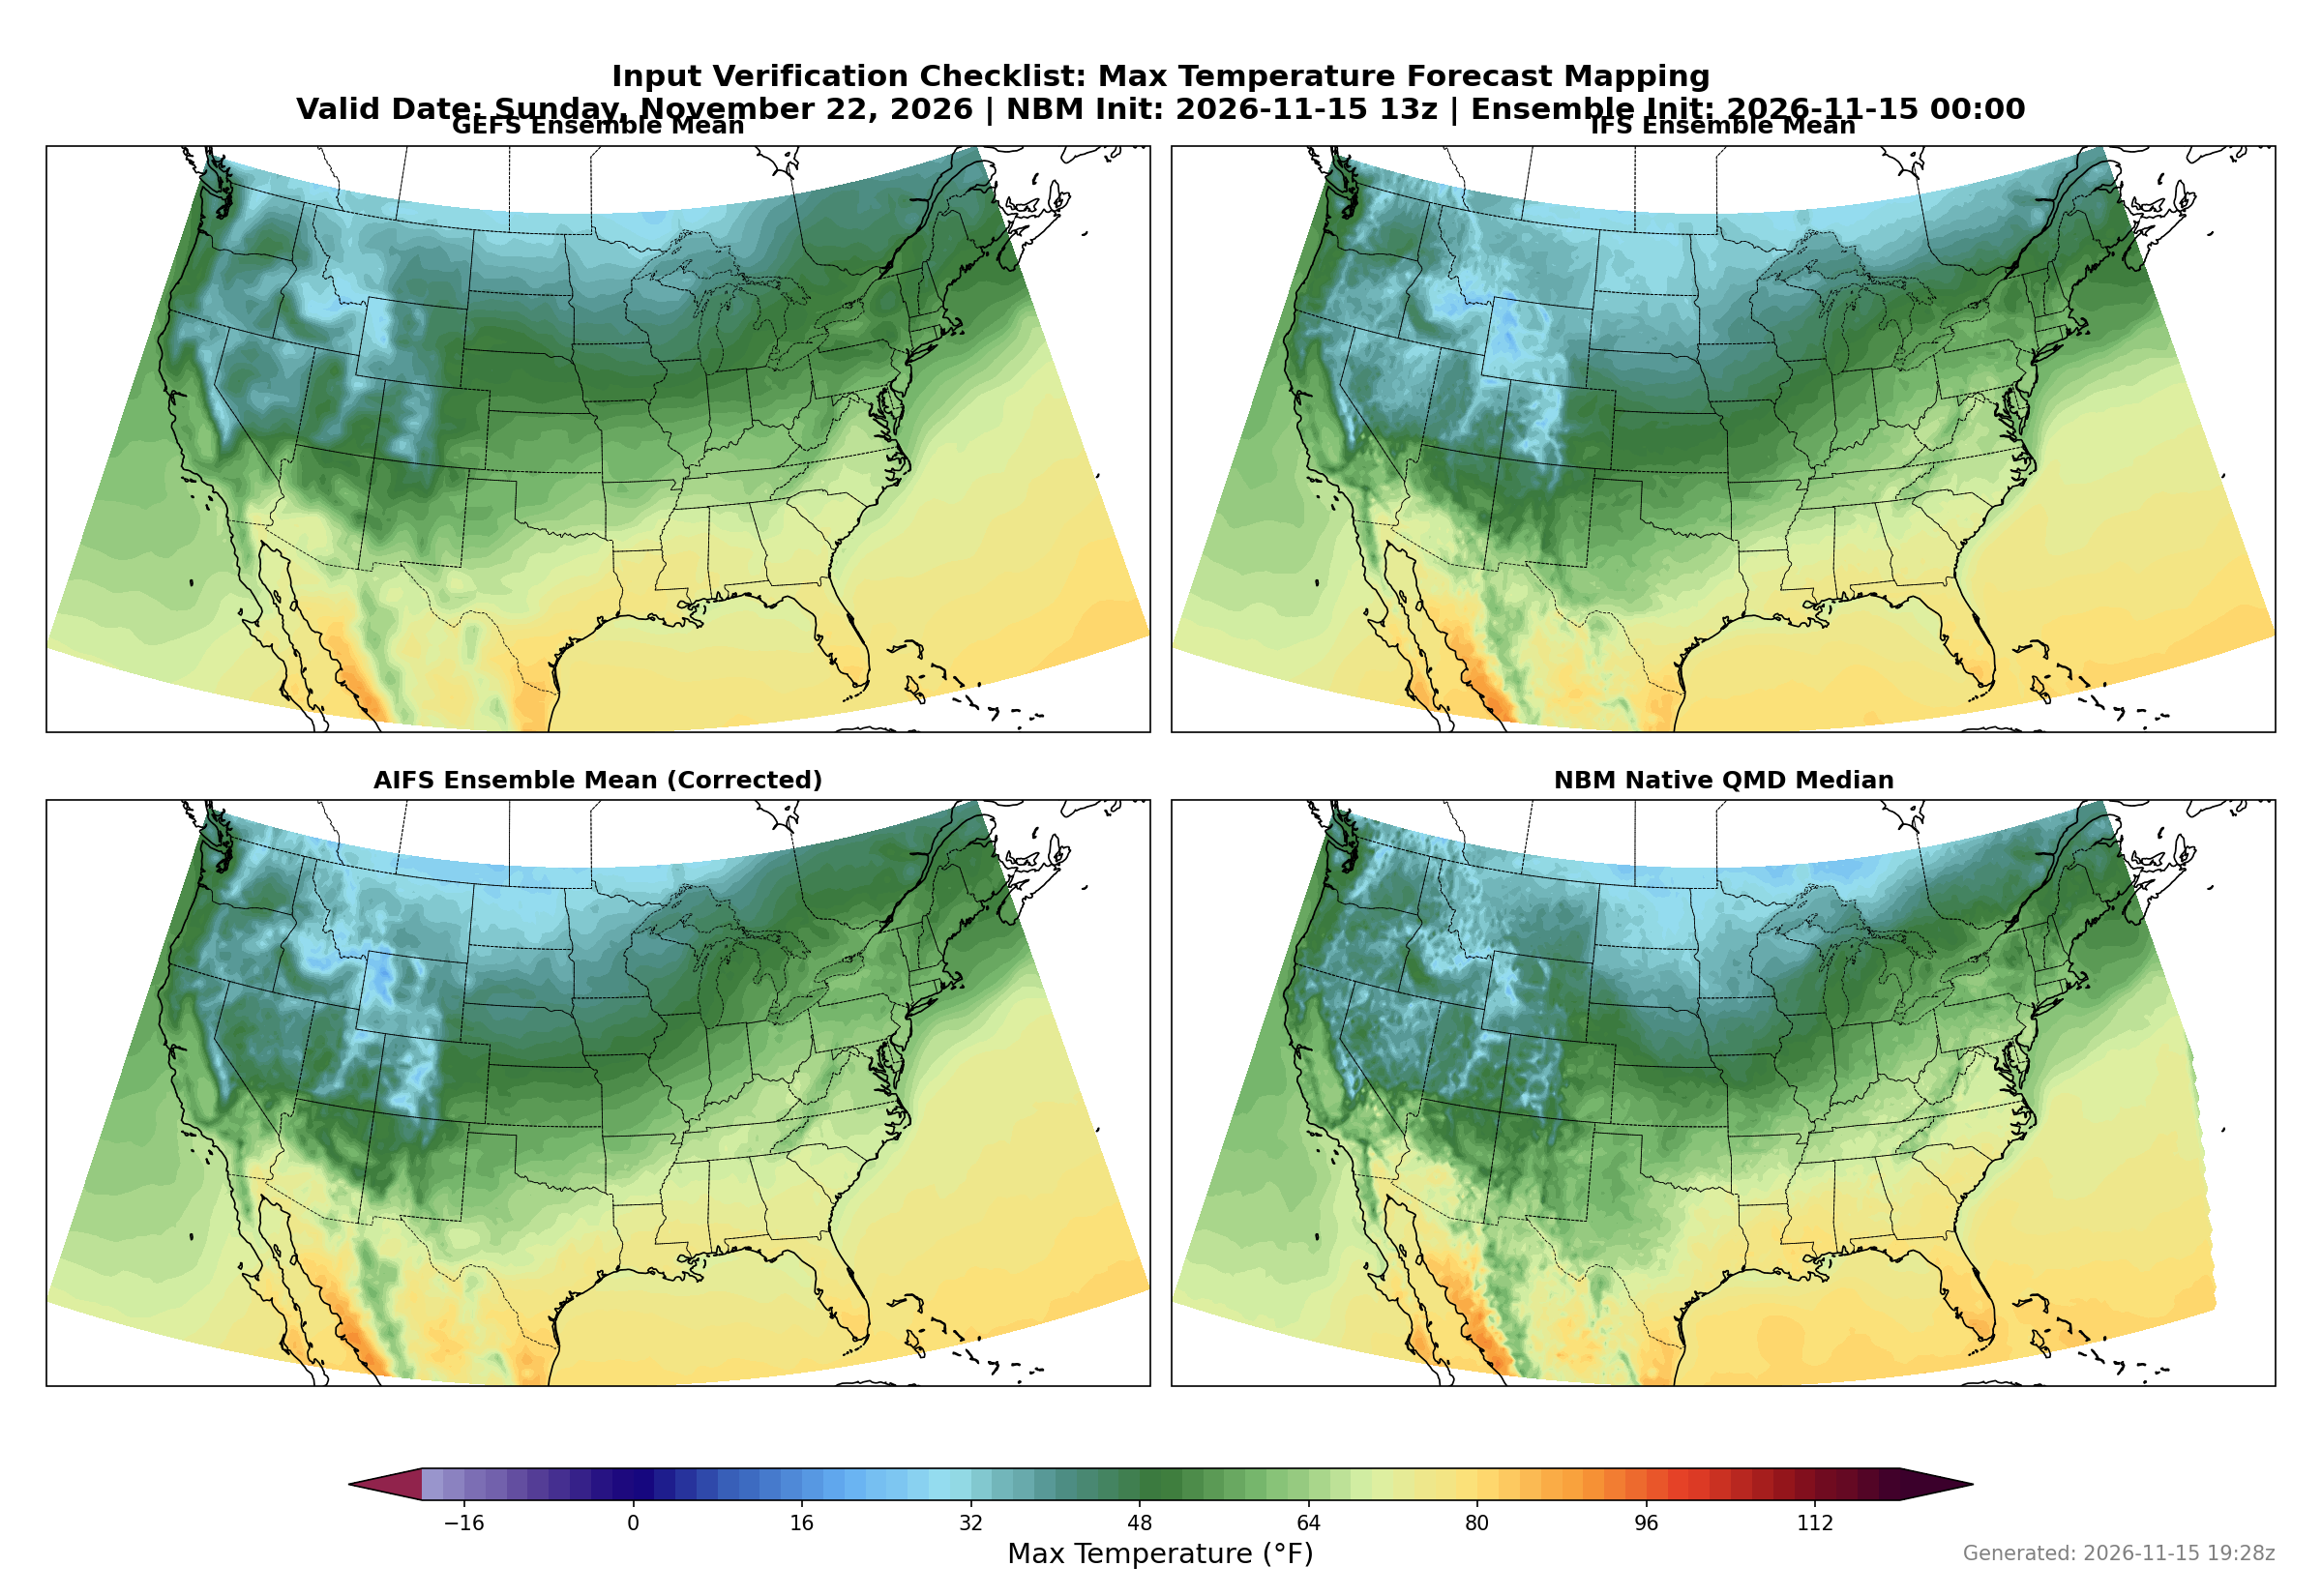 Input Verification Checklist: Max Temperature Forecast Mapping
Valid Date: Sunday, November 22, 2026 | NBM Init: 2026-11-15 13z | Ensemble Init: 2026-11-15 00:00
GEFS Ensemble Mean
IFS Ensemble Mean
AIFS Ensemble Mean (Corrected)
NBM Native QMD Median
−16 0 16 32 48 64 80 96 112
Max Temperature (°F)
Generated: 2026-11-15 19:28z